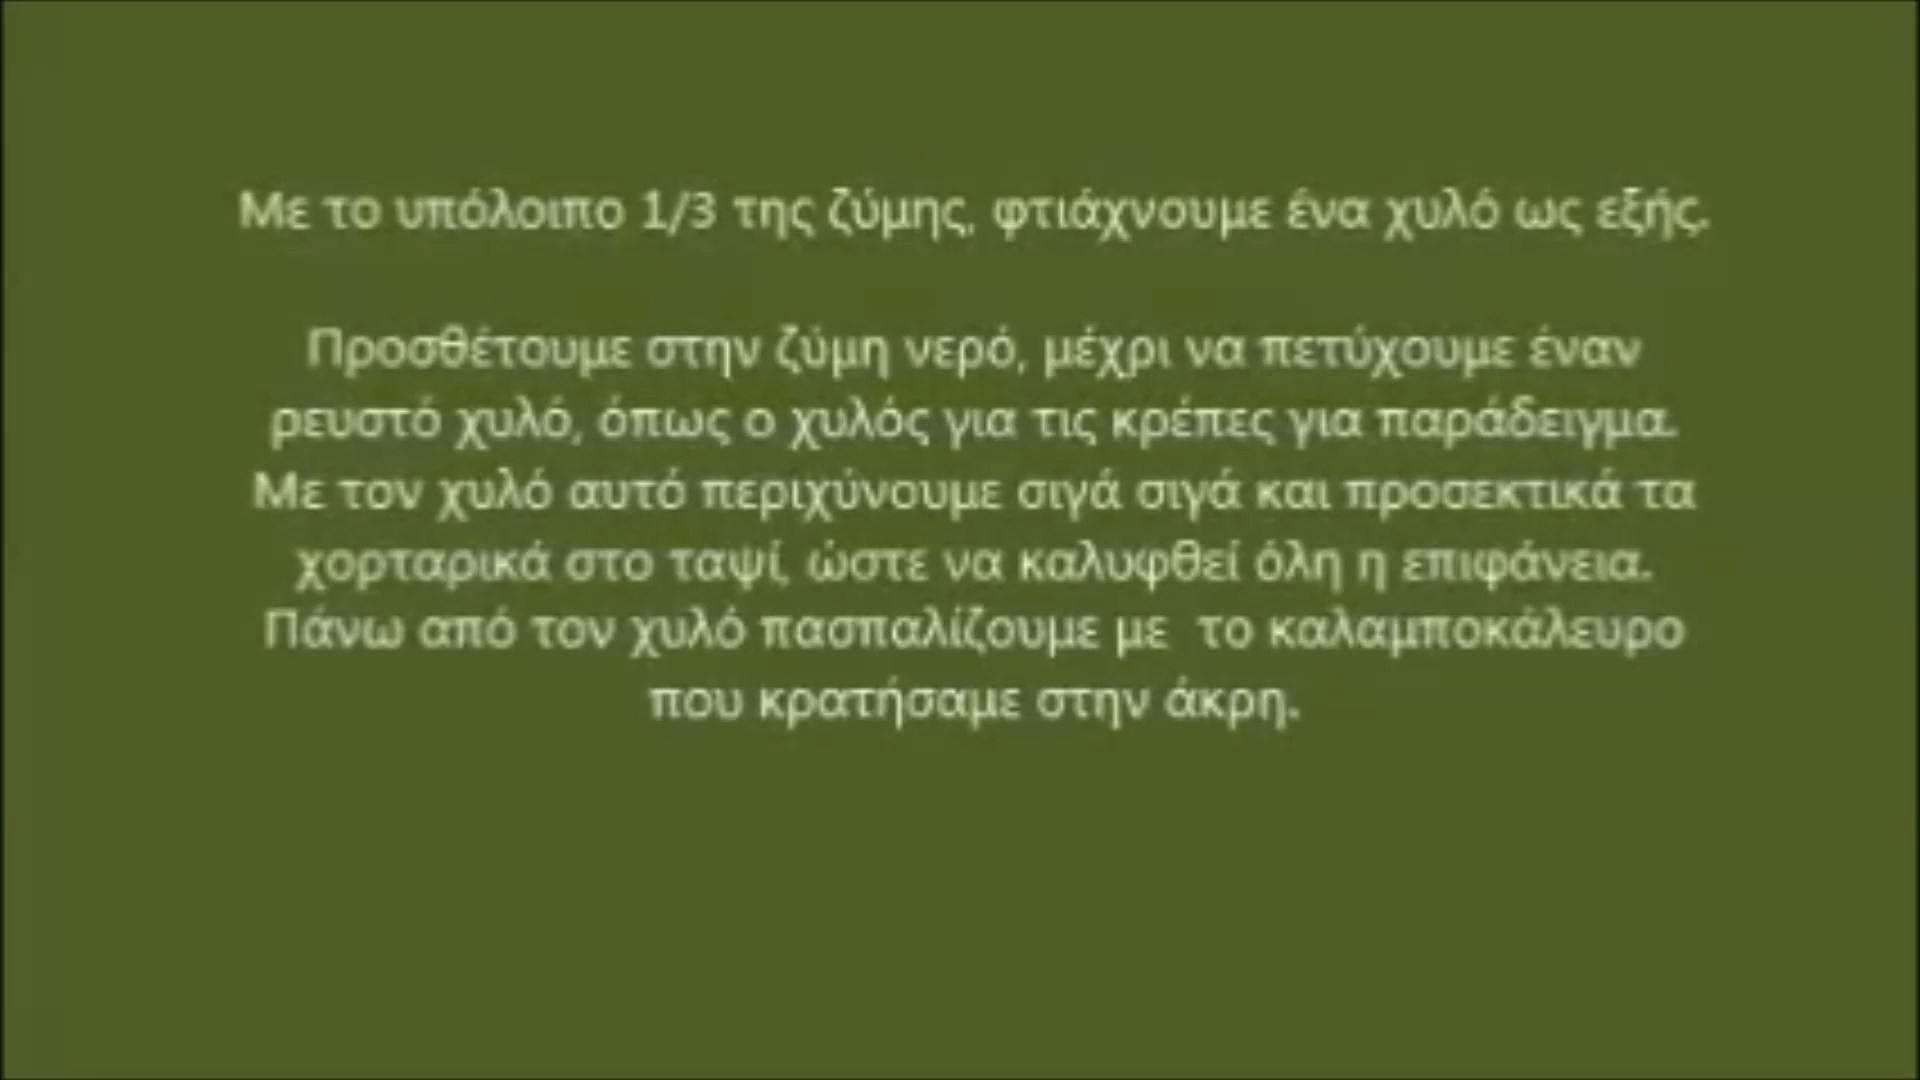 Με το υπόλοιπο 1/3 της ζύμης, φτιάχνουμε ένα χυλό ως εξής.
Προσθέτουμε στην ζύμη νερό, μέχρι να πετύχουμε έναν
ρευστό χυλό, όπως ο χυλός για τις κρέπες για παράδειγμα.
Με τον χυλό αυτό περιχύνουμε σιγά σιγά και προσεκτικά τα
χορταρικά στο ταψί, ώστε να καλυφθεί όλη η επιφάνεια.
Πάνω από τον χυλό πασπαλίζουμε με  το καλαμποκάλευρο
που κρατήσαμε στην άκρη.